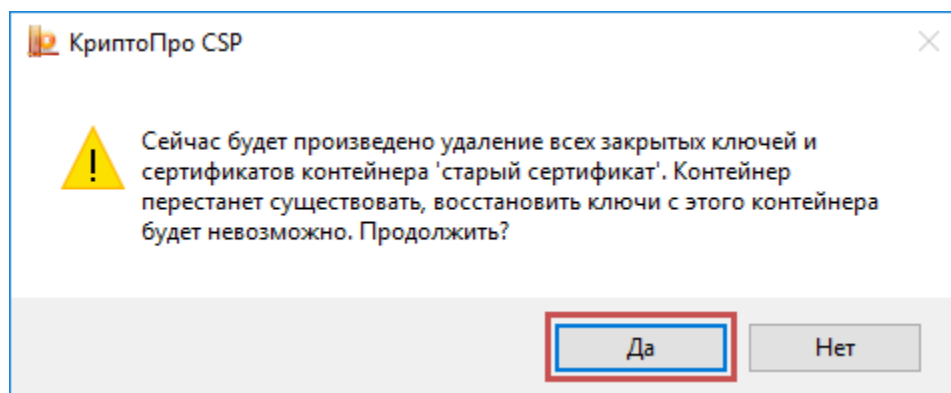 КриптоПро CSP
Сейчас будет произведено удаление всех закрытых ключей и
сертификатов контейнера 'старый сертификат'. Контейнер
перестанет существовать, восстановить ключи с этого контейнера
будет невозможно. Продолжить?
Да
Нет